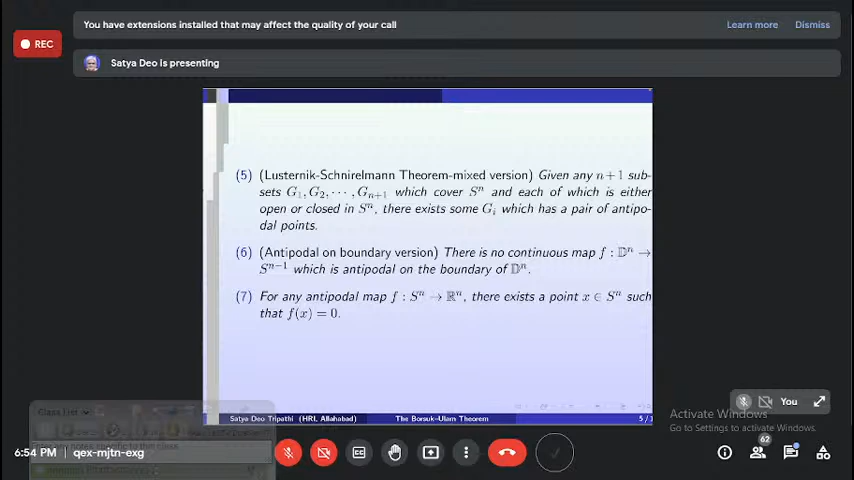 You have extensions installed that may affect the quality of your call
Learn more
Dismiss
REC
Satya Deo is presenting
(5) (Lusternik-Schnirelmann Theorem-mixed version) Given any n + 1 sub-
sets G₁, G₂, ⋯ , Gₙ₊₁ which cover Sⁿ and each of which is either
open or closed in Sⁿ, there exists some Gᵢ which has a pair of antipo-
dal points.
(6) (Antipodal on boundary version) There is no continuous map f : 𝔻ⁿ →
Sⁿ⁻¹ which is antipodal on the boundary of 𝔻ⁿ.
(7) For any antipodal map f : Sⁿ → ℝⁿ, there exists a point x ∈ Sⁿ such
that f(x) = 0.
Class List
You
Activate Windows
Go to Settings to activate Windows.
Satya Deo Tripathi (HRI, Allahabad)
The Borsuk-Ulam Theorem
5/1
6:54 PM
qex-mjtn-exg
62